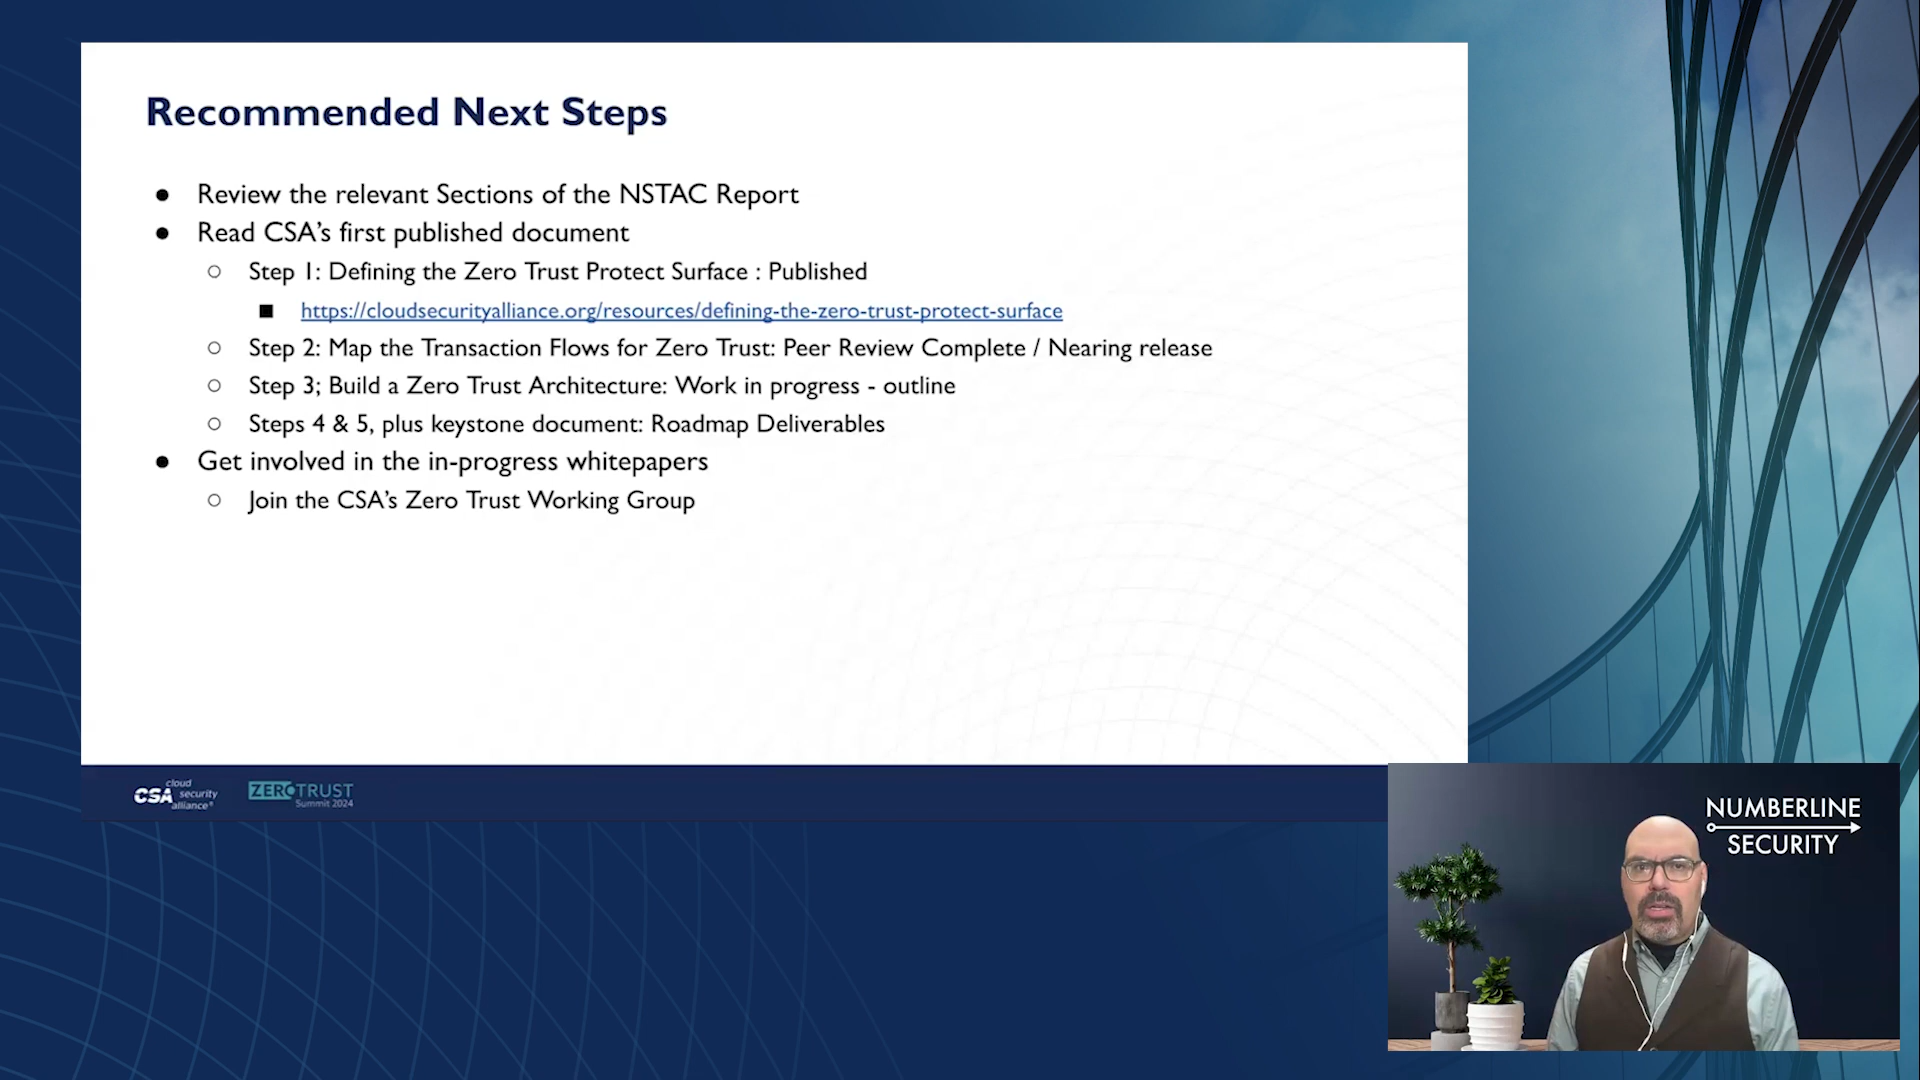 Recommended Next Steps
● Review the relevant Sections of the NSTAC Report
● Read CSA’s first published document
○ Step 1: Defining the Zero Trust Protect Surface : Published
■ https://cloudsecurityalliance.org/resources/defining-the-zero-trust-protect-surface
○ Step 2: Map the Transaction Flows for Zero Trust: Peer Review Complete / Nearing release
○ Step 3; Build a Zero Trust Architecture: Work in progress - outline
○ Steps 4 & 5, plus keystone document: Roadmap Deliverables
● Get involved in the in-progress whitepapers
○ Join the CSA’s Zero Trust Working Group
CSA cloud security alliance®
ZEROTRUST
Summit 2024
NUMBERLINE
SECURITY